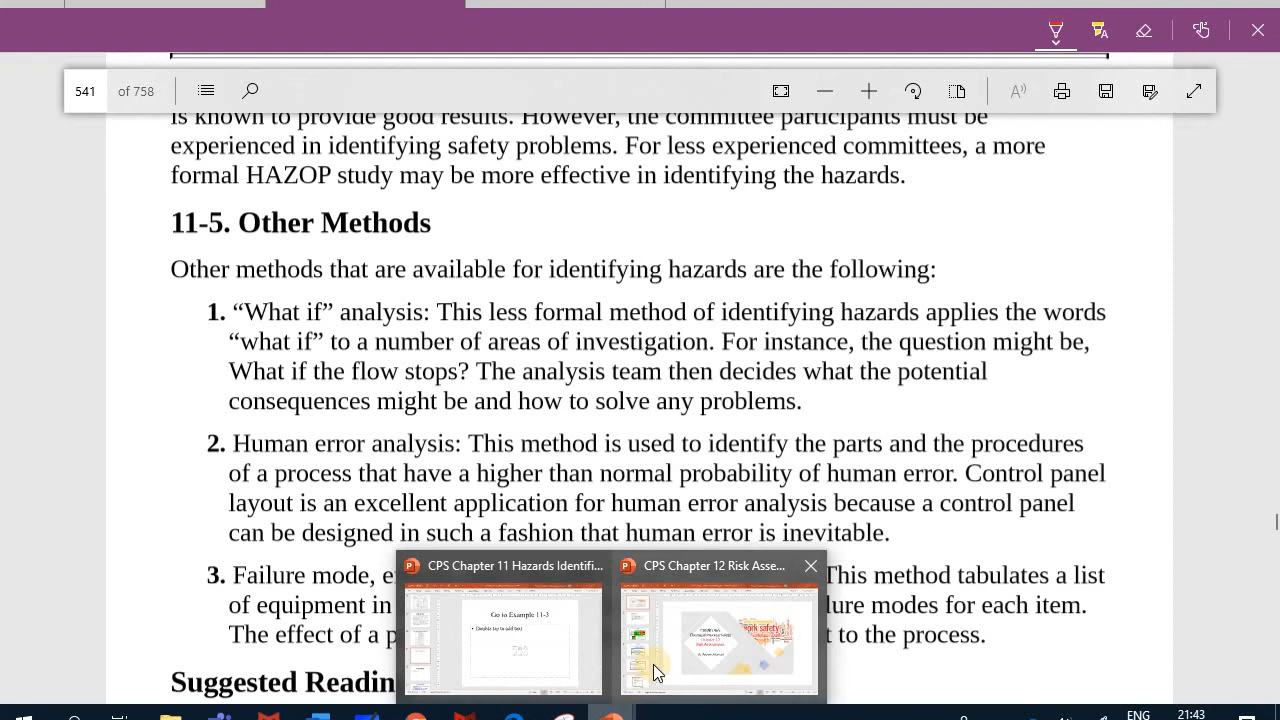 541 of 758
is known to provide good results. However, the committee participants must be
experienced in identifying safety problems. For less experienced committees, a more
formal HAZOP study may be more effective in identifying the hazards.
11-5. Other Methods
Other methods that are available for identifying hazards are the following:
1. “What if” analysis: This less formal method of identifying hazards applies the words
“what if” to a number of areas of investigation. For instance, the question might be,
What if the flow stops? The analysis team then decides what the potential
consequences might be and how to solve any problems.
2. Human error analysis: This method is used to identify the parts and the procedures
of a process that have a higher than normal probability of human error. Control panel
layout is an excellent application for human error analysis because a control panel
can be designed in such a fashion that human error is inevitable.
3. Failure mode, This method tabulates a list
of equipment in lure modes for each item.
The effect of a p t to the process.
Suggested Readin
CPS Chapter 11 Hazards Identifi...
Go to Example 11-3
CPS Chapter 12 Risk Asse...
Work safety
ENG
21:43